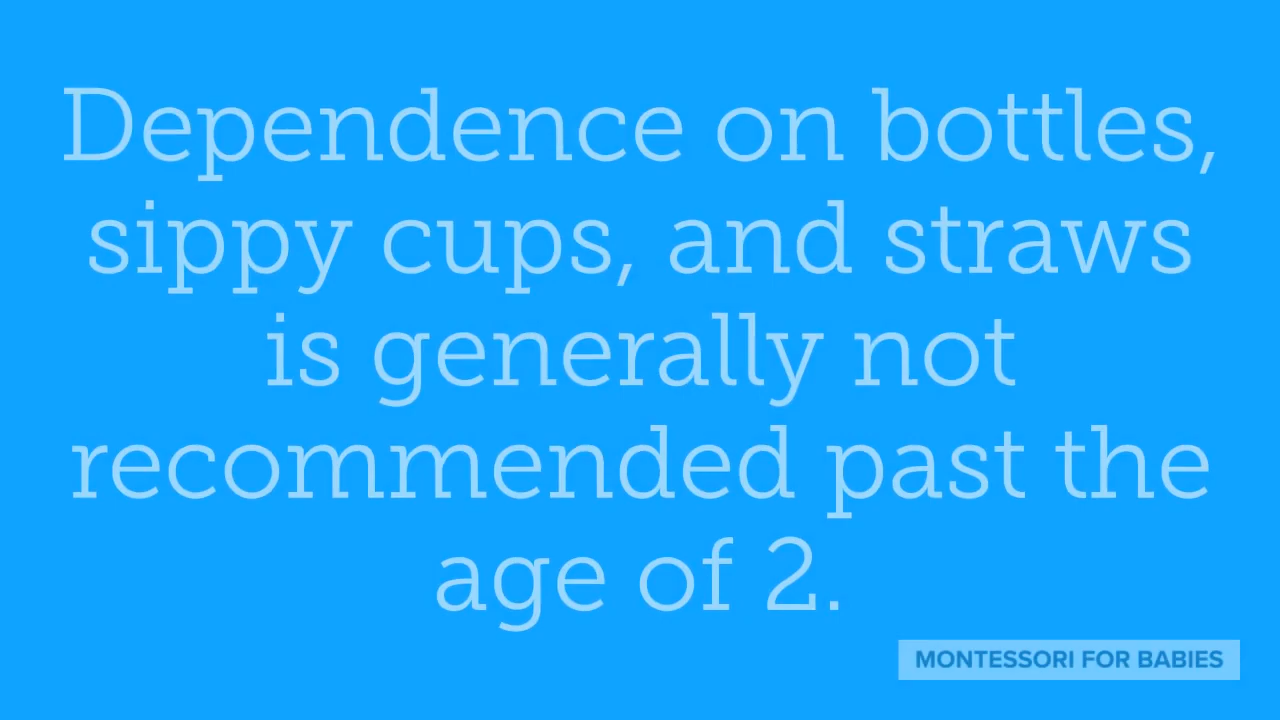 Dependence on bottles,
sippy cups, and straws
is generally not
recommended past the
age of 2.
MONTESSORI FOR BABIES